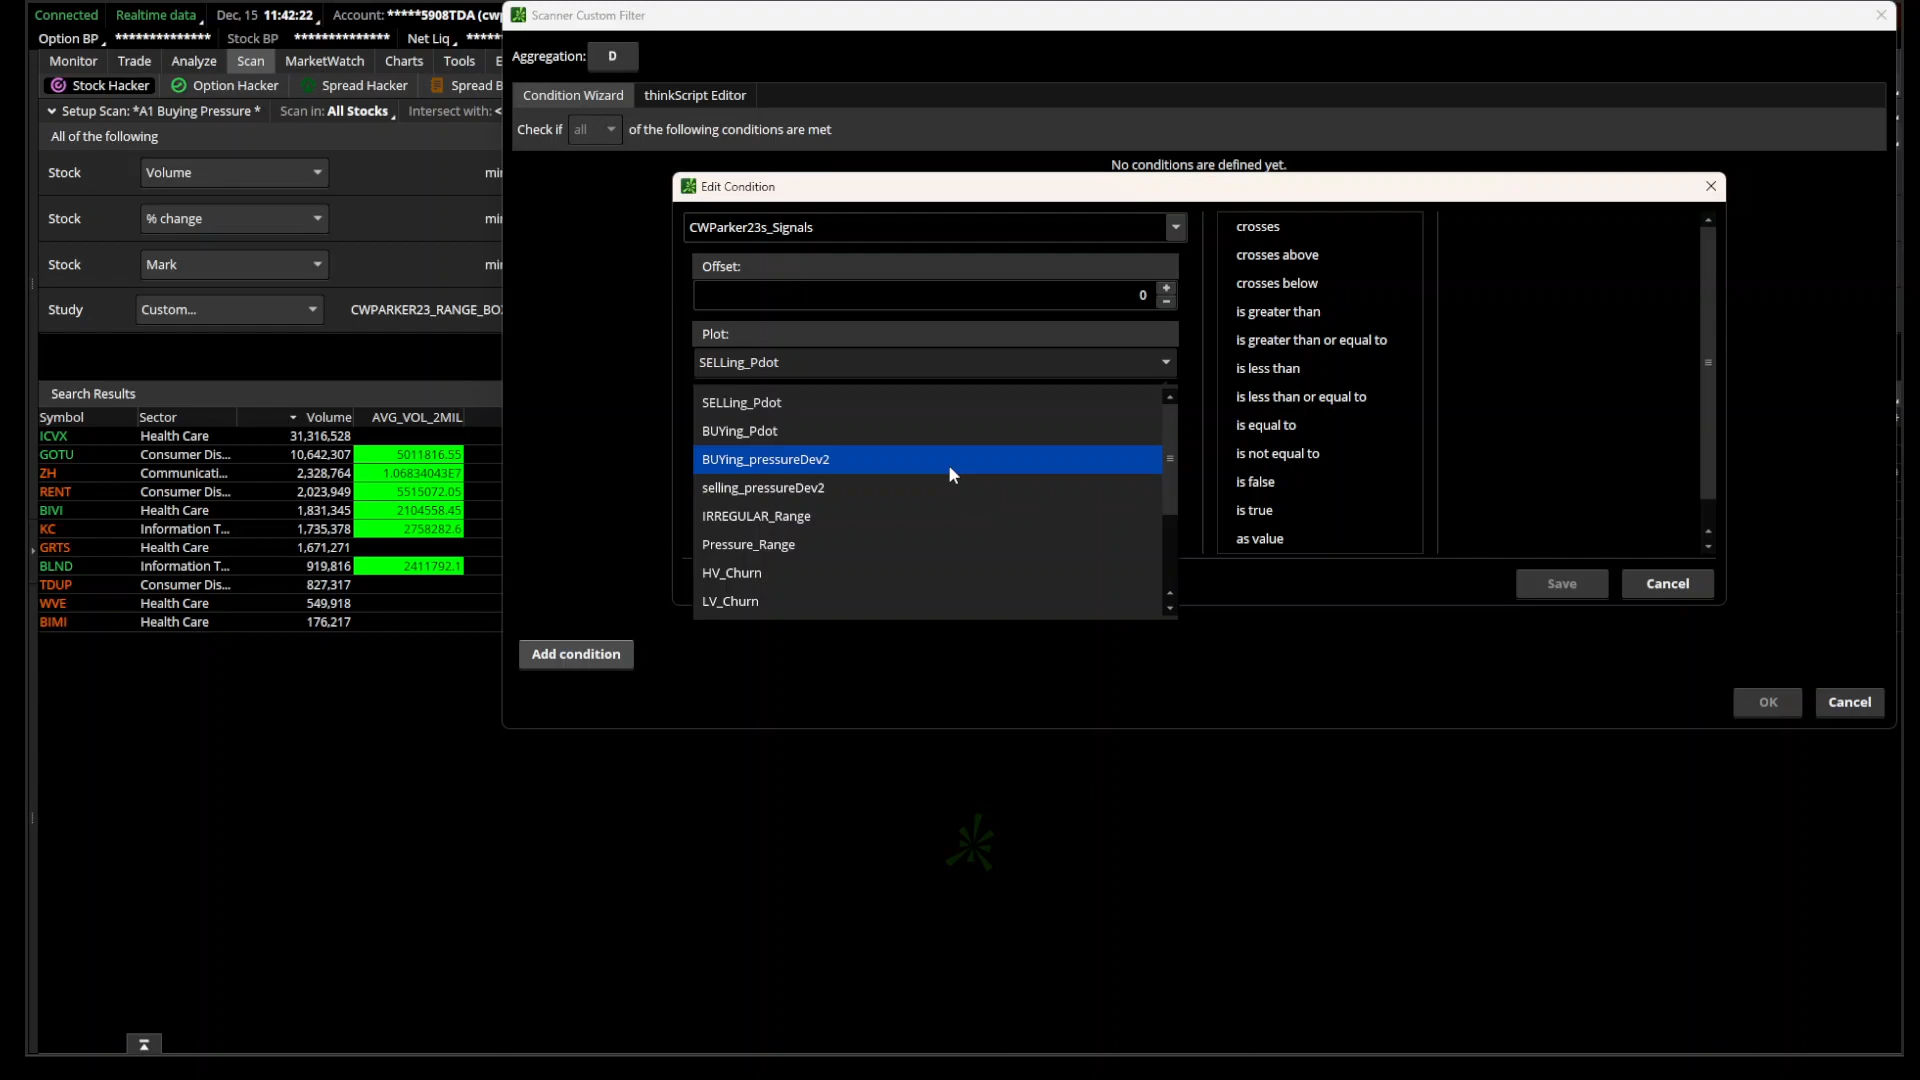 Connected Realtime data Dec, 15 11:42:22 Account: *****5908TDA (cwp
Option BP ************** Stock BP ************** Net Liq *****
Monitor Trade Analyze Scan MarketWatch Charts Tools E
Stock Hacker Option Hacker Spread Hacker Spread B
Setup Scan: *A1 Buying Pressure * Scan in: All Stocks Intersect with: <
All of the following
Stock Volume min
Stock % change min
Stock Mark min
Study Custom... CWPARKER23_RANGE_BO
Search Results
Symbol Sector Volume AVG_VOL_2MIL
ICVX Health Care 31,316,528
GOTU Consumer Dis... 10,642,307 5011816.55
ZH Communicati... 2,328,764 1.06834043E7
RENT Consumer Dis... 2,023,949 5515072.05
BIVI Health Care 1,831,345 2104558.45
KC Information T... 1,735,378 2758282.6
GRTS Health Care 1,671,271
BLND Information T... 919,816 2411792.1
TDUP Consumer Dis... 827,317
WVE Health Care 549,918
BIMI Health Care 176,217
Scanner Custom Filter
Aggregation: D
Condition Wizard thinkScript Editor
Check if all of the following conditions are met
No conditions are defined yet.
Edit Condition
CWParker23s_Signals
Offset:
0
Plot:
SELLing_Pdot
SELLing_Pdot
BUYing_Pdot
BUYing_pressureDev2
selling_pressureDev2
IRREGULAR_Range
Pressure_Range
HV_Churn
LV_Churn
crosses
crosses above
crosses below
is greater than
is greater than or equal to
is less than
is less than or equal to
is equal to
is not equal to
is false
is true
as value
Save Cancel
Add condition
OK Cancel